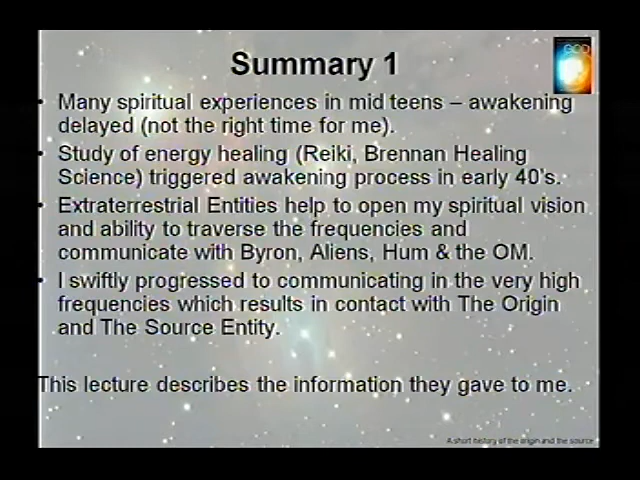 Summary 1
GOD
• Many spiritual experiences in mid teens – awakening
delayed (not the right time for me).
• Study of energy healing (Reiki, Brennan Healing
Science) triggered awakening process in early 40's.
• Extraterrestrial Entities help to open my spiritual vision
and ability to traverse the frequencies and
communicate with Byron, Aliens, Hum & the OM.
• I swiftly progressed to communicating in the very high
frequencies which results in contact with The Origin
and The Source Entity.
This lecture describes the information they gave to me.
A short history of the origin and the source